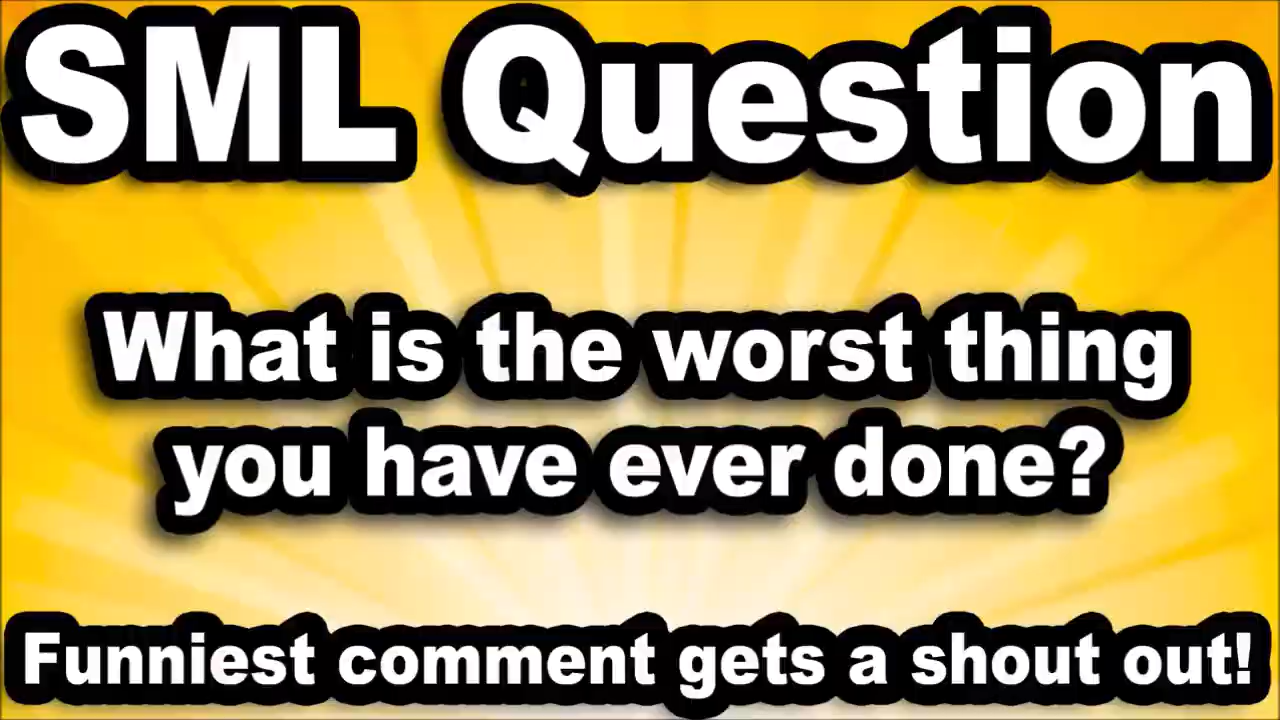 SML Question
What is the worst thing
you have ever done?
Funniest comment gets a shout out!